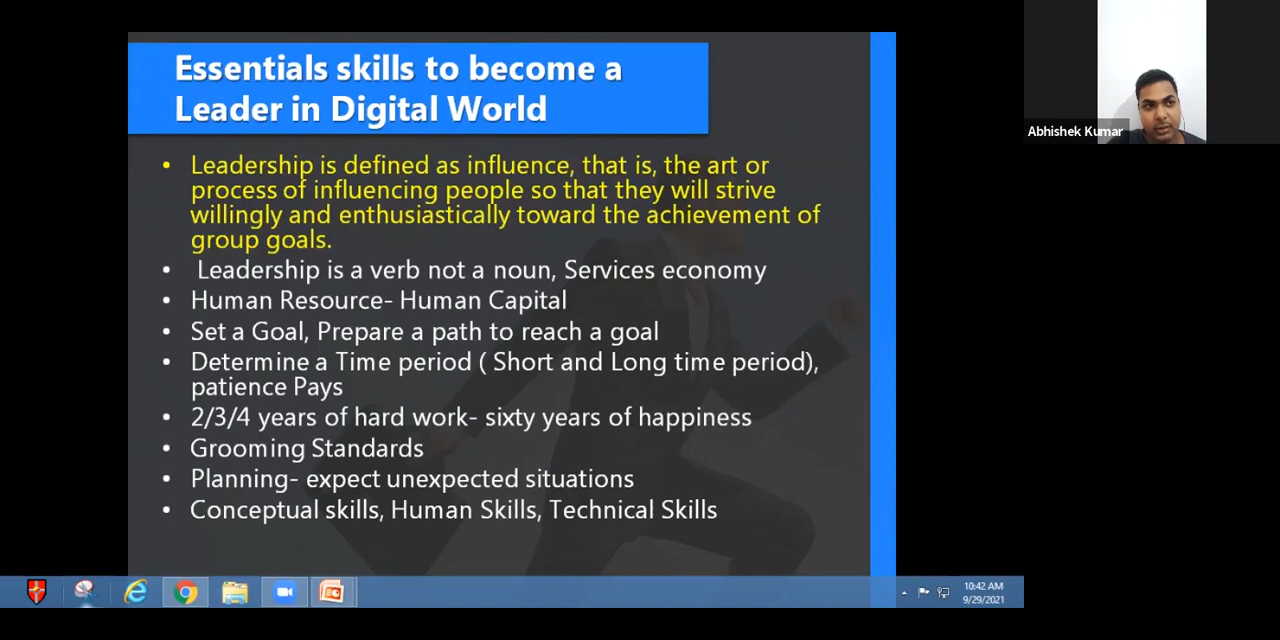 Essentials skills to become a
Leader in Digital World
• Leadership is defined as influence, that is, the art or
process of influencing people so that they will strive
willingly and enthusiastically toward the achievement of
group goals.
• Leadership is a verb not a noun, Services economy
• Human Resource- Human Capital
• Set a Goal, Prepare a path to reach a goal
• Determine a Time period ( Short and Long time period),
patience Pays
• 2/3/4 years of hard work- sixty years of happiness
• Grooming Standards
• Planning- expect unexpected situations
• Conceptual skills, Human Skills, Technical Skills
Abhishek Kumar
10:42 AM
9/29/2021